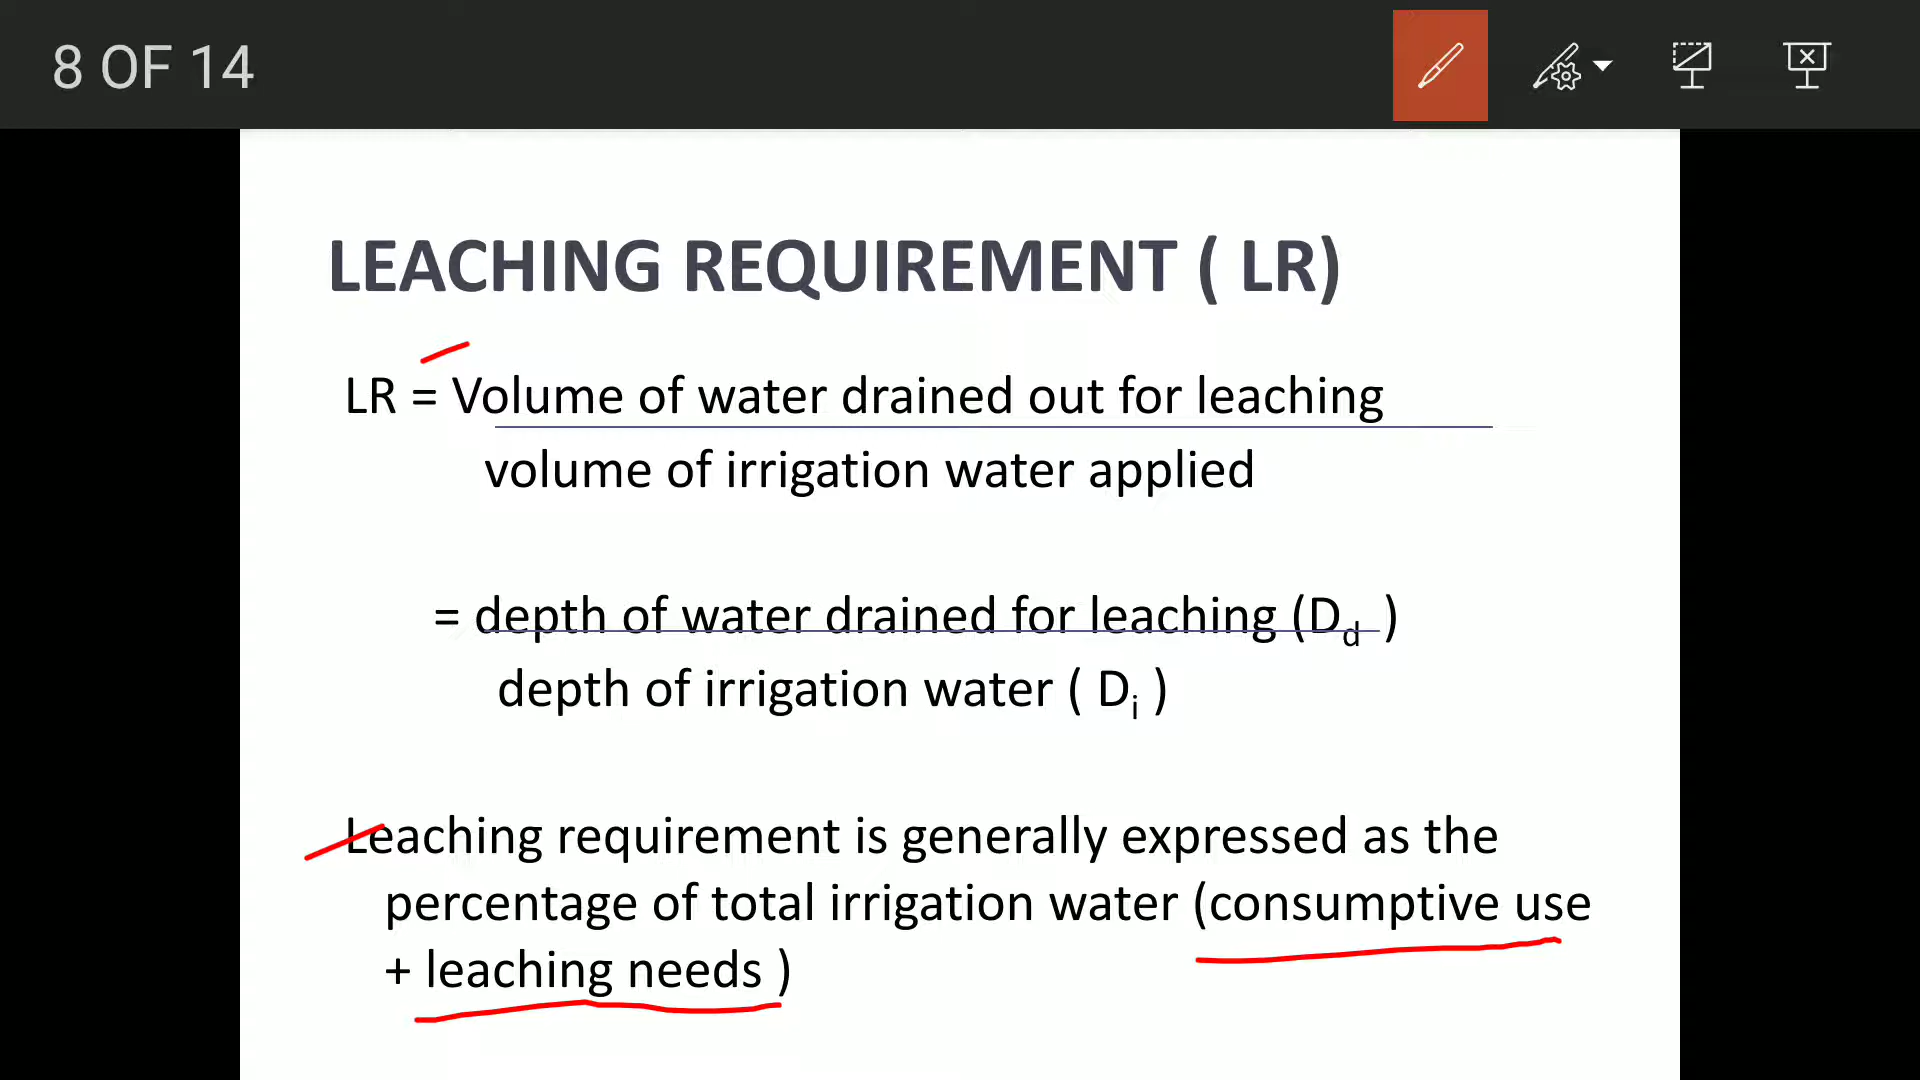 8 OF 14
LEACHING REQUIREMENT ( LR)
LR = Volume of water drained out for leaching
volume of irrigation water applied
= depth of water drained for leaching (Dd )
depth of irrigation water ( Di )
Leaching requirement is generally expressed as the
percentage of total irrigation water (consumptive use
+ leaching needs )